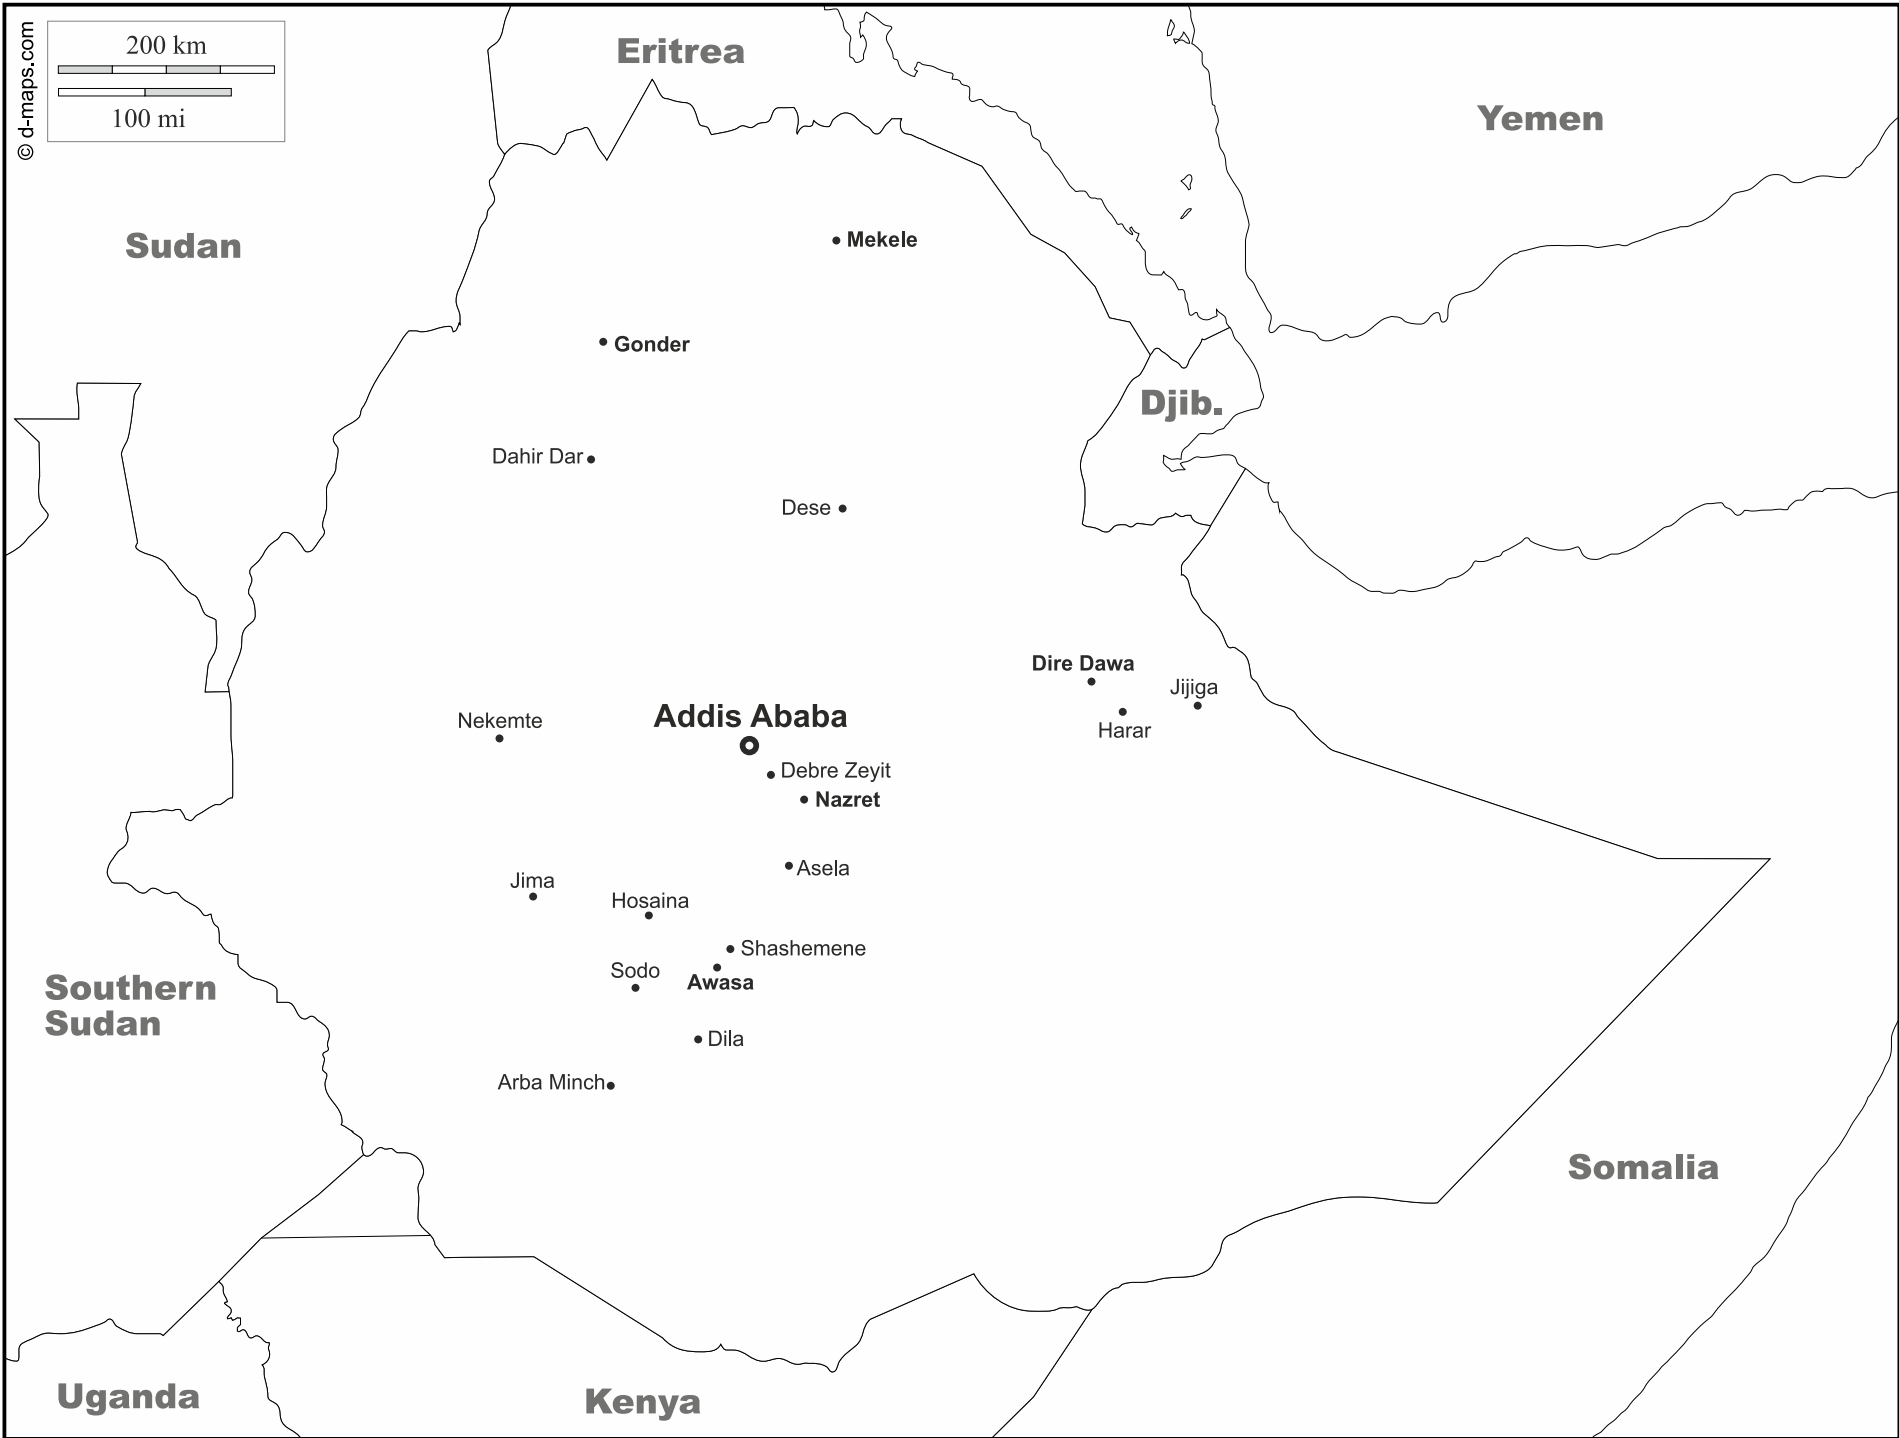 © d-maps.com
200 km
100 mi
Eritrea
Yemen
Sudan
Mekele
Gonder
Djib.
Dahir Dar
Dese
Dire Dawa
Jijiga
Harar
Nekemte
Addis Ababa
Debre Zeyit
Nazret
Asela
Jima
Hosaina
Shashemene
Sodo
Awasa
Southern
Sudan
Dila
Arba Minch
Somalia
Uganda
Kenya